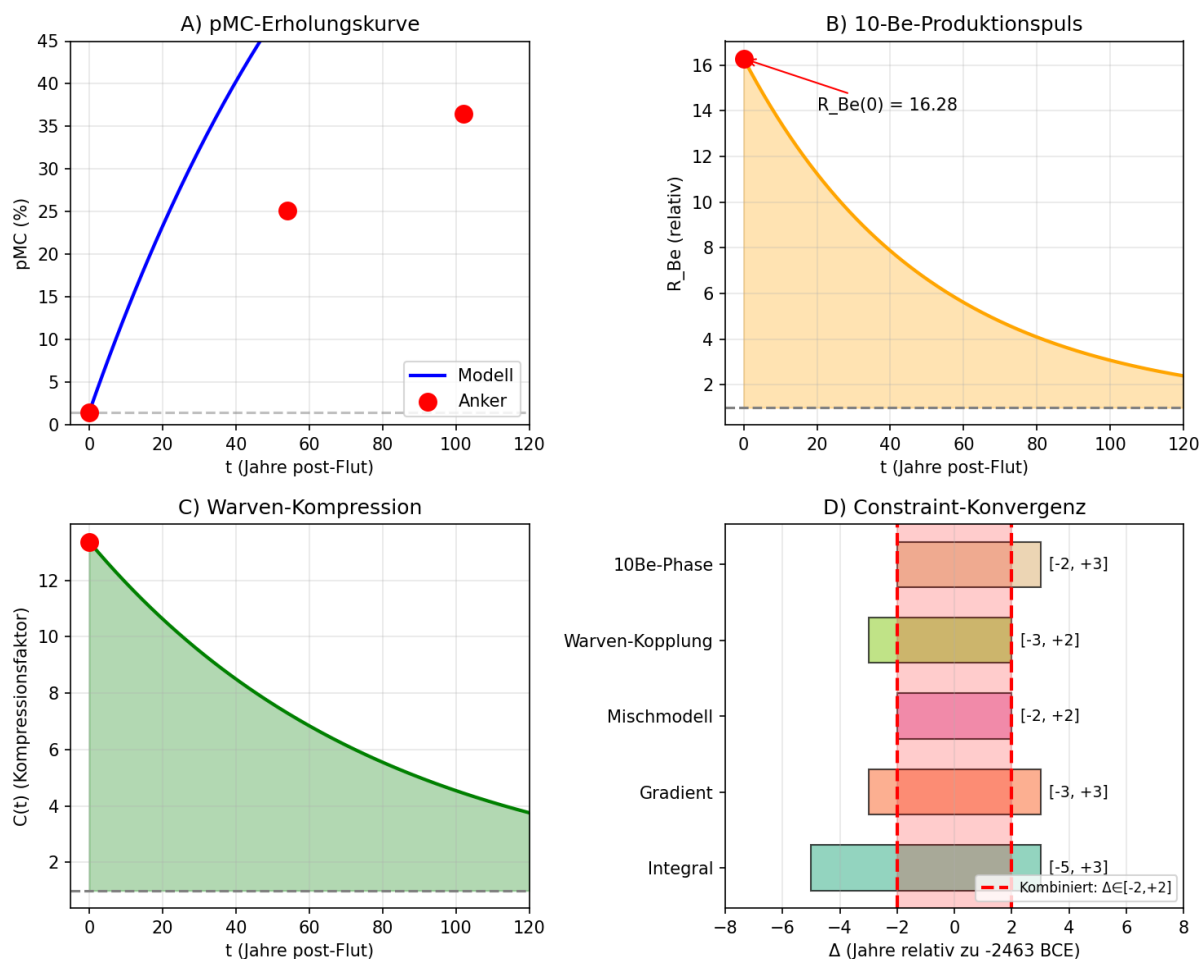 A) pMC-Erholungskurve
pMC (%)
45
40
35
30
25
20
15
10
5
0
Modell
Anker
0 20 40 60 80 100 120
t (Jahre post-Flut)
B) 10-Be-Produktionspuls
R_Be (relativ)
16
14
12
10
8
6
4
2
R_Be(0) = 16.28
0 20 40 60 80 100 120
t (Jahre post-Flut)
C) Warven-Kompression
C(t) (Kompressionsfaktor)
12
10
8
6
4
2
0 20 40 60 80 100 120
t (Jahre post-Flut)
D) Constraint-Konvergenz
10Be-Phase [-2, +3]
Warven-Kopplung [-3, +2]
Mischmodell [-2, +2]
Gradient [-3, +3]
Integral [-5, +3]
Kombiniert: Δ∈[-2,+2]
−8 −6 −4 −2 0 2 4 6 8
Δ (Jahre relativ zu -2463 BCE)